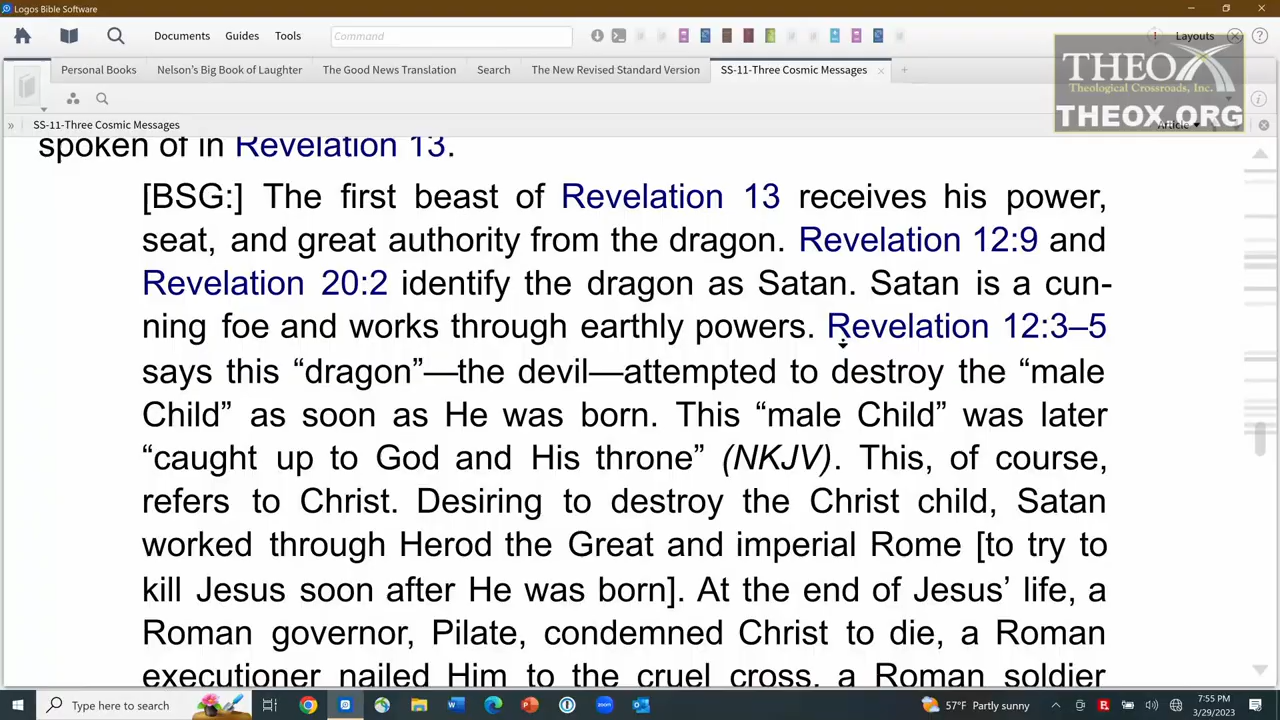 Logos Bible Software
Documents Guides Tools Command Layouts
Personal Books Nelson's Big Book of Laughter The Good News Translation Search The New Revised Standard Version SS-11-Three Cosmic Messages
THEOX
Theological Crossroads, Inc.
THEOX.ORG
SS-11-Three Cosmic Messages Article
spoken of in Revelation 13.
[BSG:] The first beast of Revelation 13 receives his power,
seat, and great authority from the dragon. Revelation 12:9 and
Revelation 20:2 identify the dragon as Satan. Satan is a cun-
ning foe and works through earthly powers. Revelation 12:3–5
says this “dragon”—the devil—attempted to destroy the “male
Child” as soon as He was born. This “male Child” was later
“caught up to God and His throne” (NKJV). This, of course,
refers to Christ. Desiring to destroy the Christ child, Satan
worked through Herod the Great and imperial Rome [to try to
kill Jesus soon after He was born]. At the end of Jesus’ life, a
Roman governor, Pilate, condemned Christ to die, a Roman
executioner nailed Him to the cruel cross, a Roman soldier
Type here to search 57°F Partly sunny 7:55 PM
3/29/2023